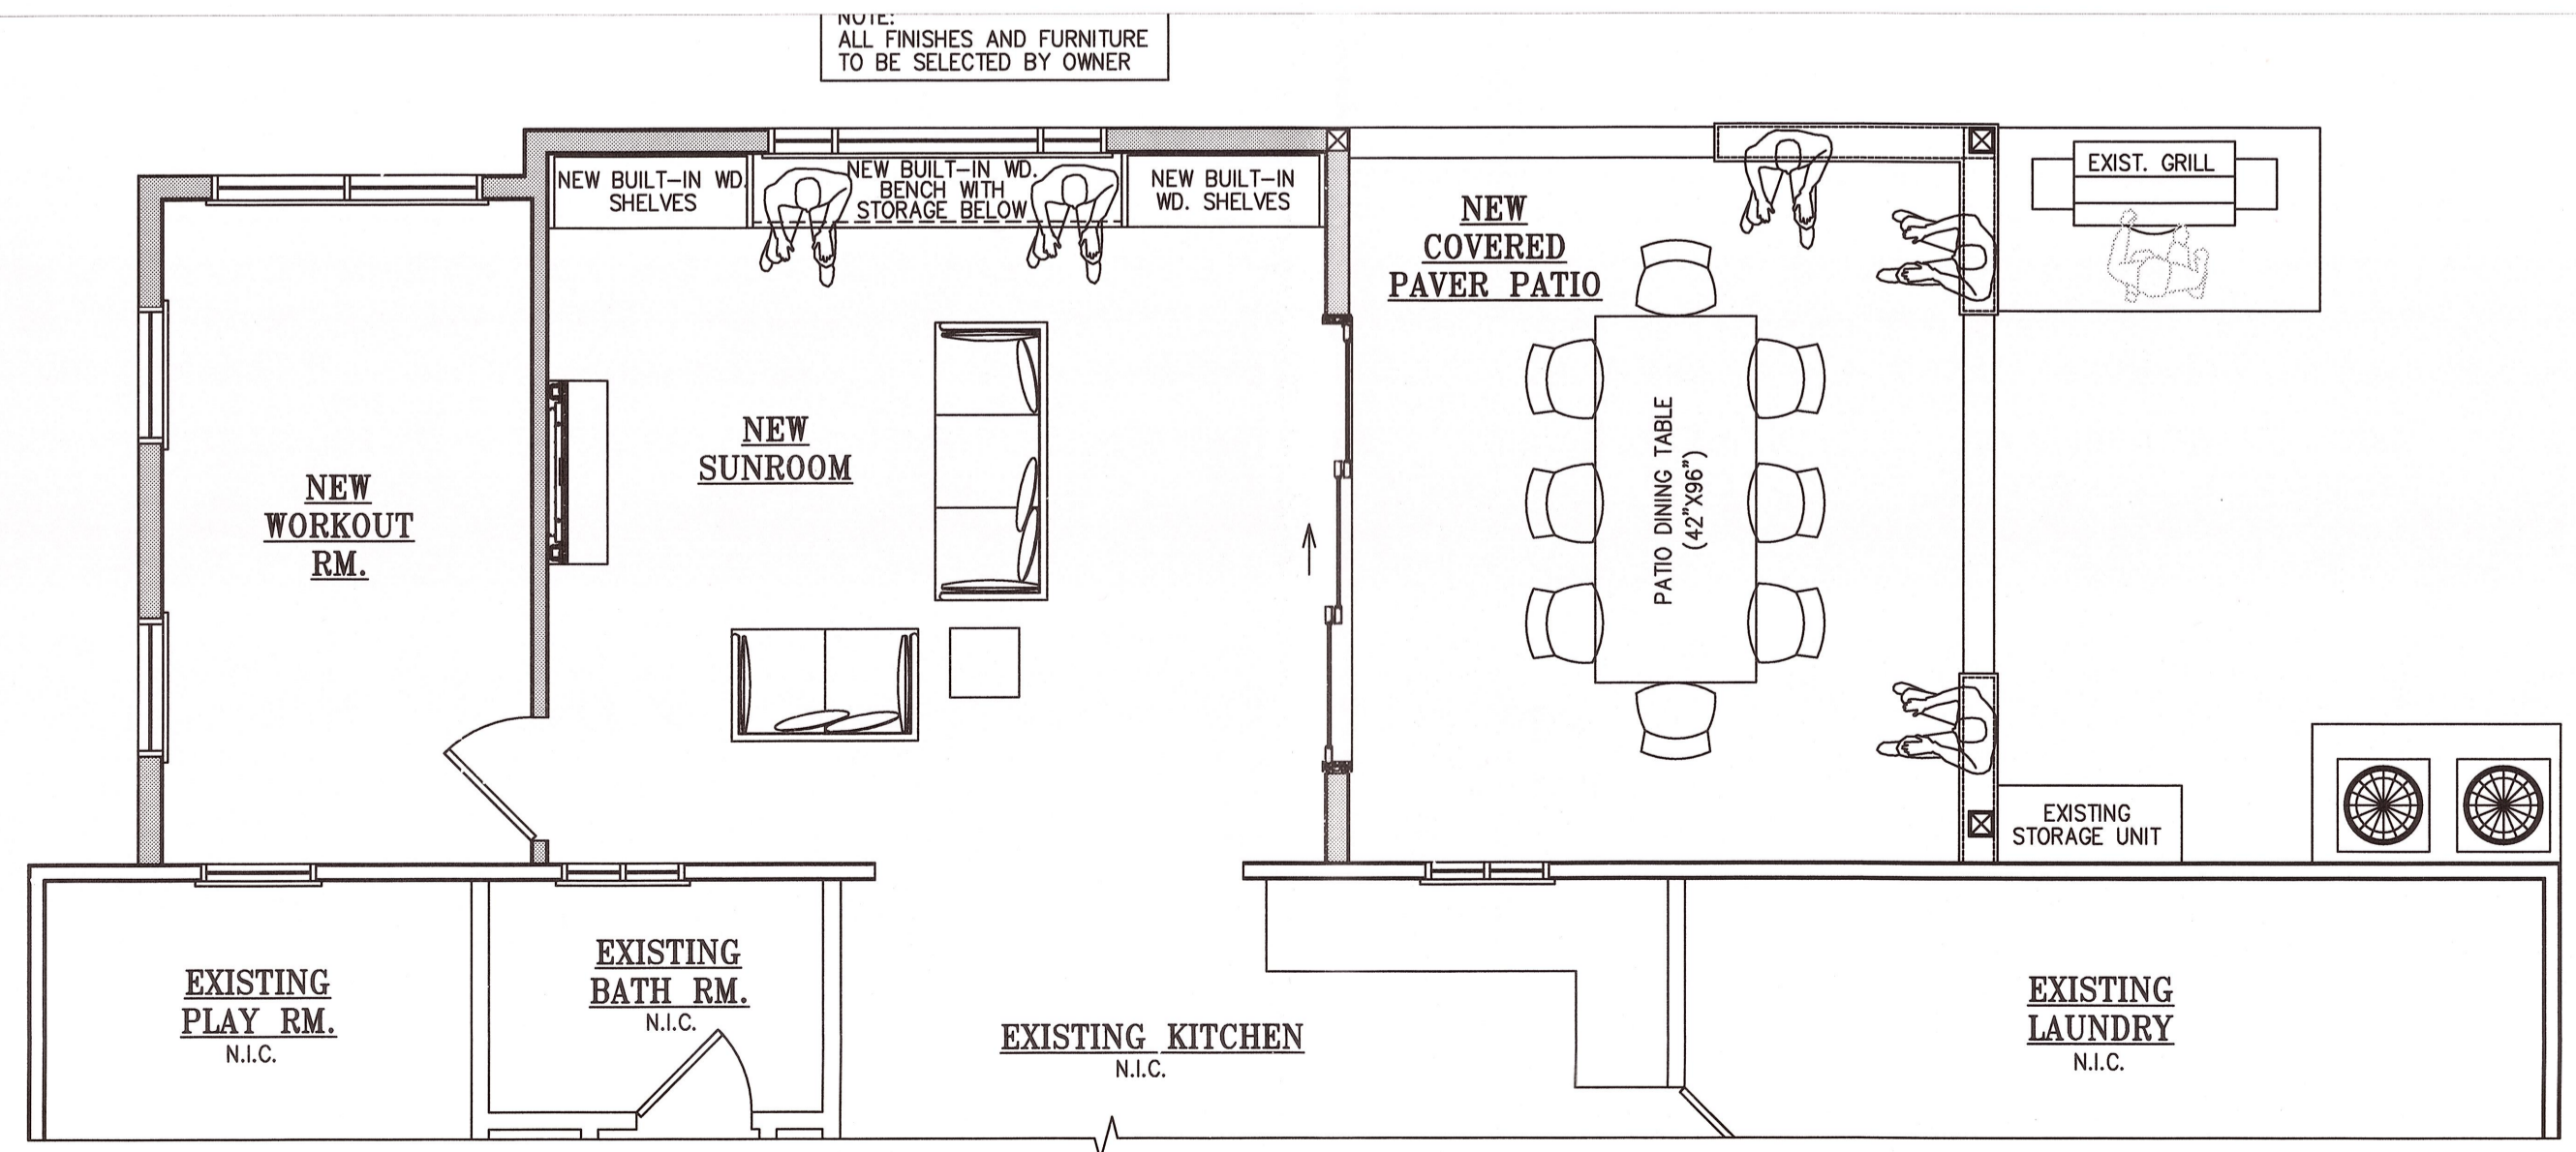 NOTE:
ALL FINISHES AND FURNITURE
TO BE SELECTED BY OWNER
NEW BUILT-IN WD.
SHELVES
NEW BUILT-IN WD.
BENCH WITH
STORAGE BELOW
NEW BUILT-IN
WD. SHELVES
NEW
COVERED
PAVER PATIO
EXIST. GRILL
NEW
WORKOUT
RM.
NEW
SUNROOM
PATIO DINING TABLE
(42"X96")
EXISTING
STORAGE UNIT
EXISTING
PLAY RM.
N.I.C.
EXISTING
BATH RM.
N.I.C.
EXISTING KITCHEN
N.I.C.
EXISTING
LAUNDRY
N.I.C.